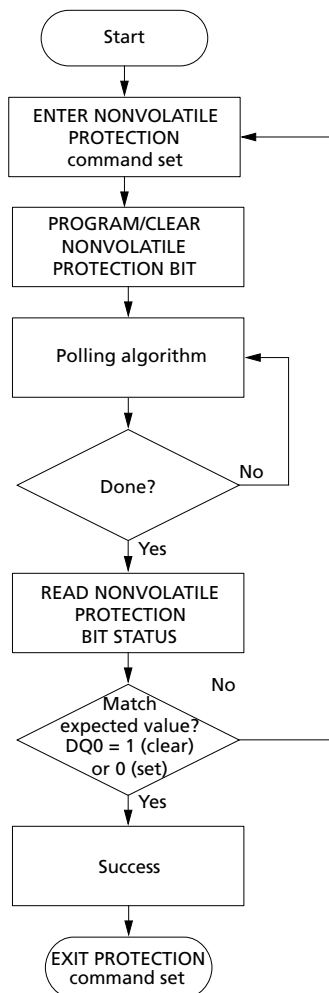 Start
ENTER NONVOLATILE
PROTECTION
command set
PROGRAM/CLEAR
NONVOLATILE
PROTECTION BIT
Polling algorithm
Done?
No
Yes
READ NONVOLATILE
PROTECTION
BIT STATUS
No
Match
expected value?
DQ0 = 1 (clear)
or 0 (set)
Yes
Success
EXIT PROTECTION
command set